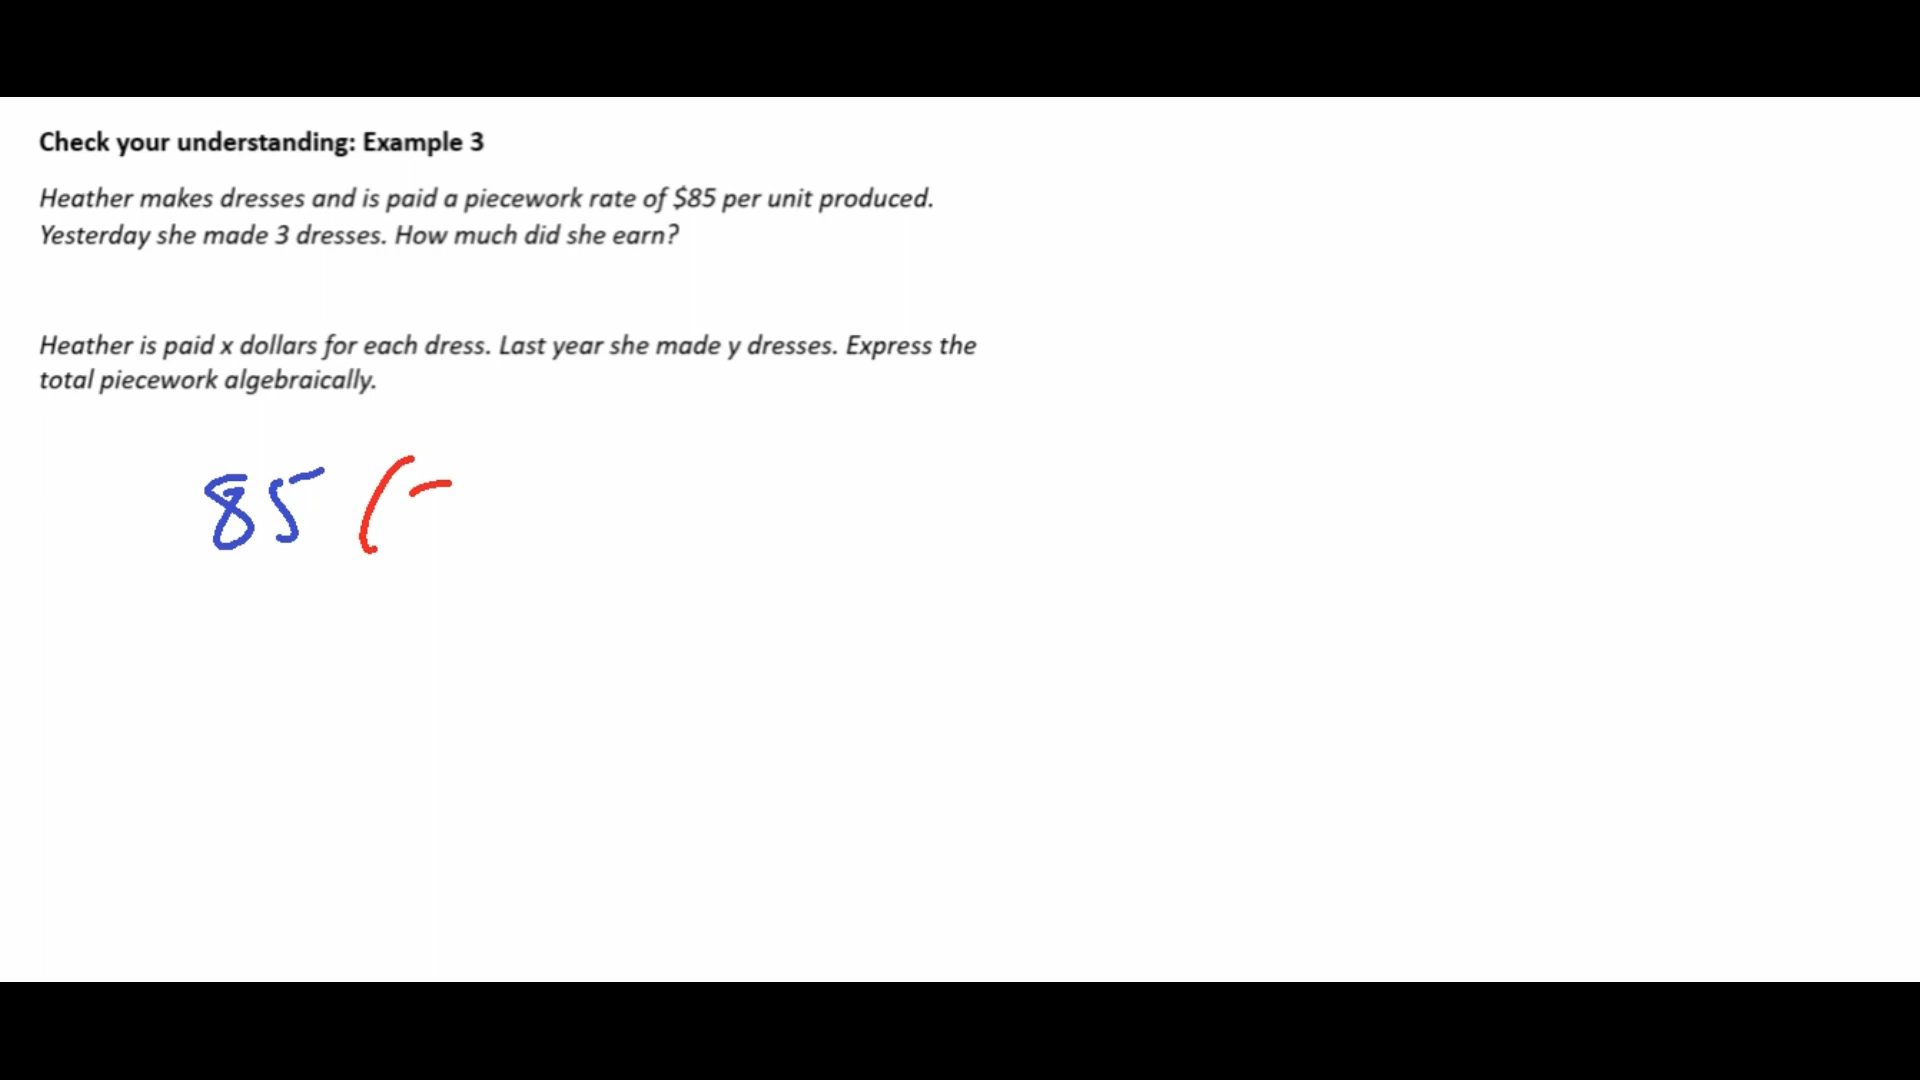 Check your understanding: Example 3
Heather makes dresses and is paid a piecework rate of $85 per unit produced.
Yesterday she made 3 dresses. How much did she earn?
Heather is paid x dollars for each dress. Last year she made y dresses. Express the
total piecework algebraically.
85 (